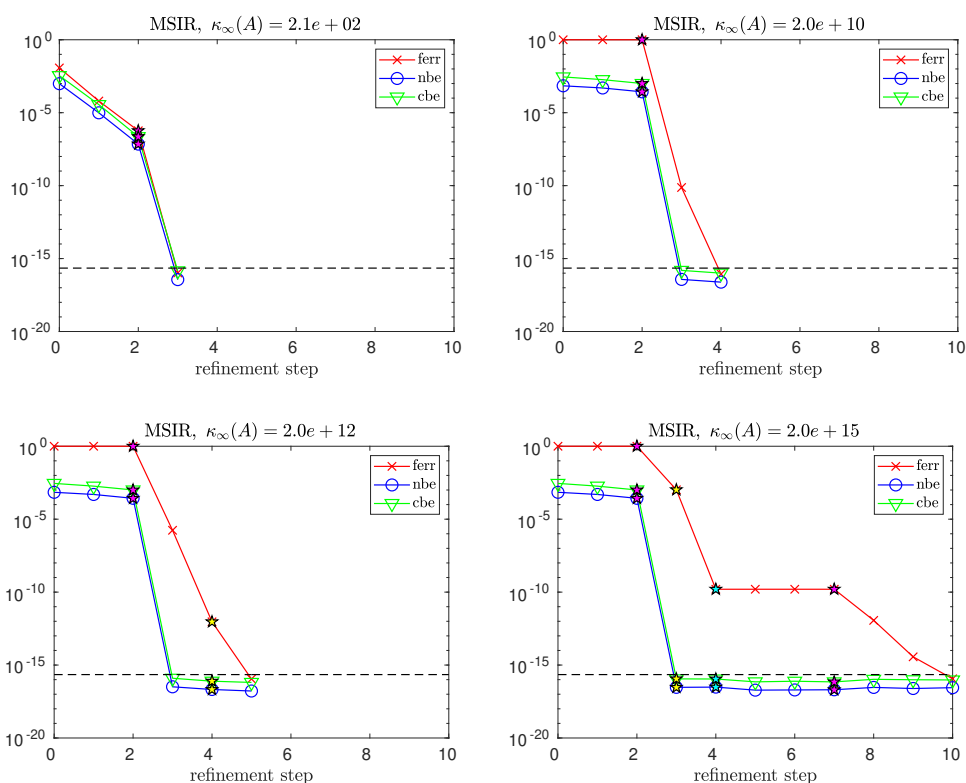 MSIR, κ∞(A) = 2.1e + 02
10^0
10^-5
10^-10
10^-15
10^-20
ferr
nbe
cbe
0 2 4 6 8 10
refinement step
MSIR, κ∞(A) = 2.0e + 10
10^0
10^-5
10^-10
10^-15
10^-20
ferr
nbe
cbe
0 2 4 6 8 10
refinement step
MSIR, κ∞(A) = 2.0e + 12
10^0
10^-5
10^-10
10^-15
10^-20
ferr
nbe
cbe
0 2 4 6 8 10
refinement step
MSIR, κ∞(A) = 2.0e + 15
10^0
10^-5
10^-10
10^-15
10^-20
ferr
nbe
cbe
0 2 4 6 8 10
refinement step